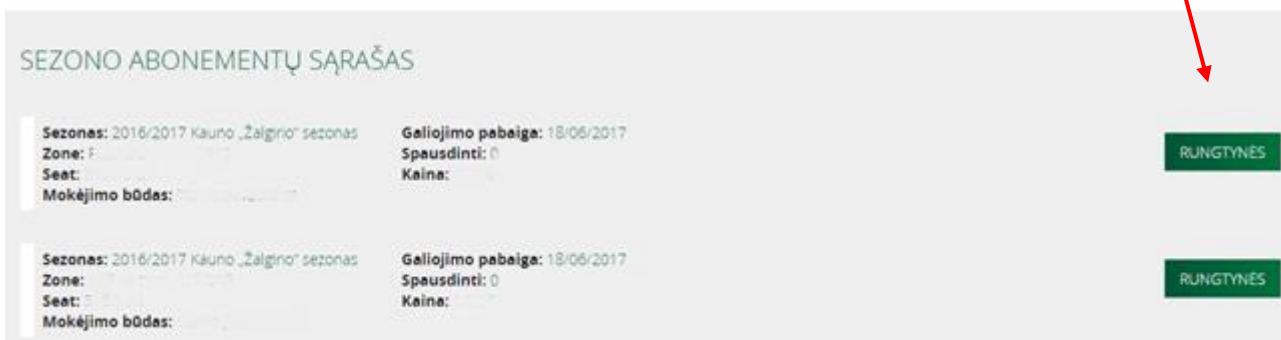 SEZONO ABONEMENTŲ SĄRAŠAS
Sezonas: 2016/2017 Kauno „Žalgirio“ sezonas
Galiojimo pabaiga: 18/06/2017
RUNGTYNĖS
Zone:
Spausdinti: 0
Seat:
Kaina:
Mokėjimo būdas:
Sezonas: 2016/2017 Kauno „Žalgirio“ sezonas
Galiojimo pabaiga: 18/06/2017
RUNGTYNĖS
Zone:
Spausdinti: 0
Seat:
Kaina:
Mokėjimo būdas: